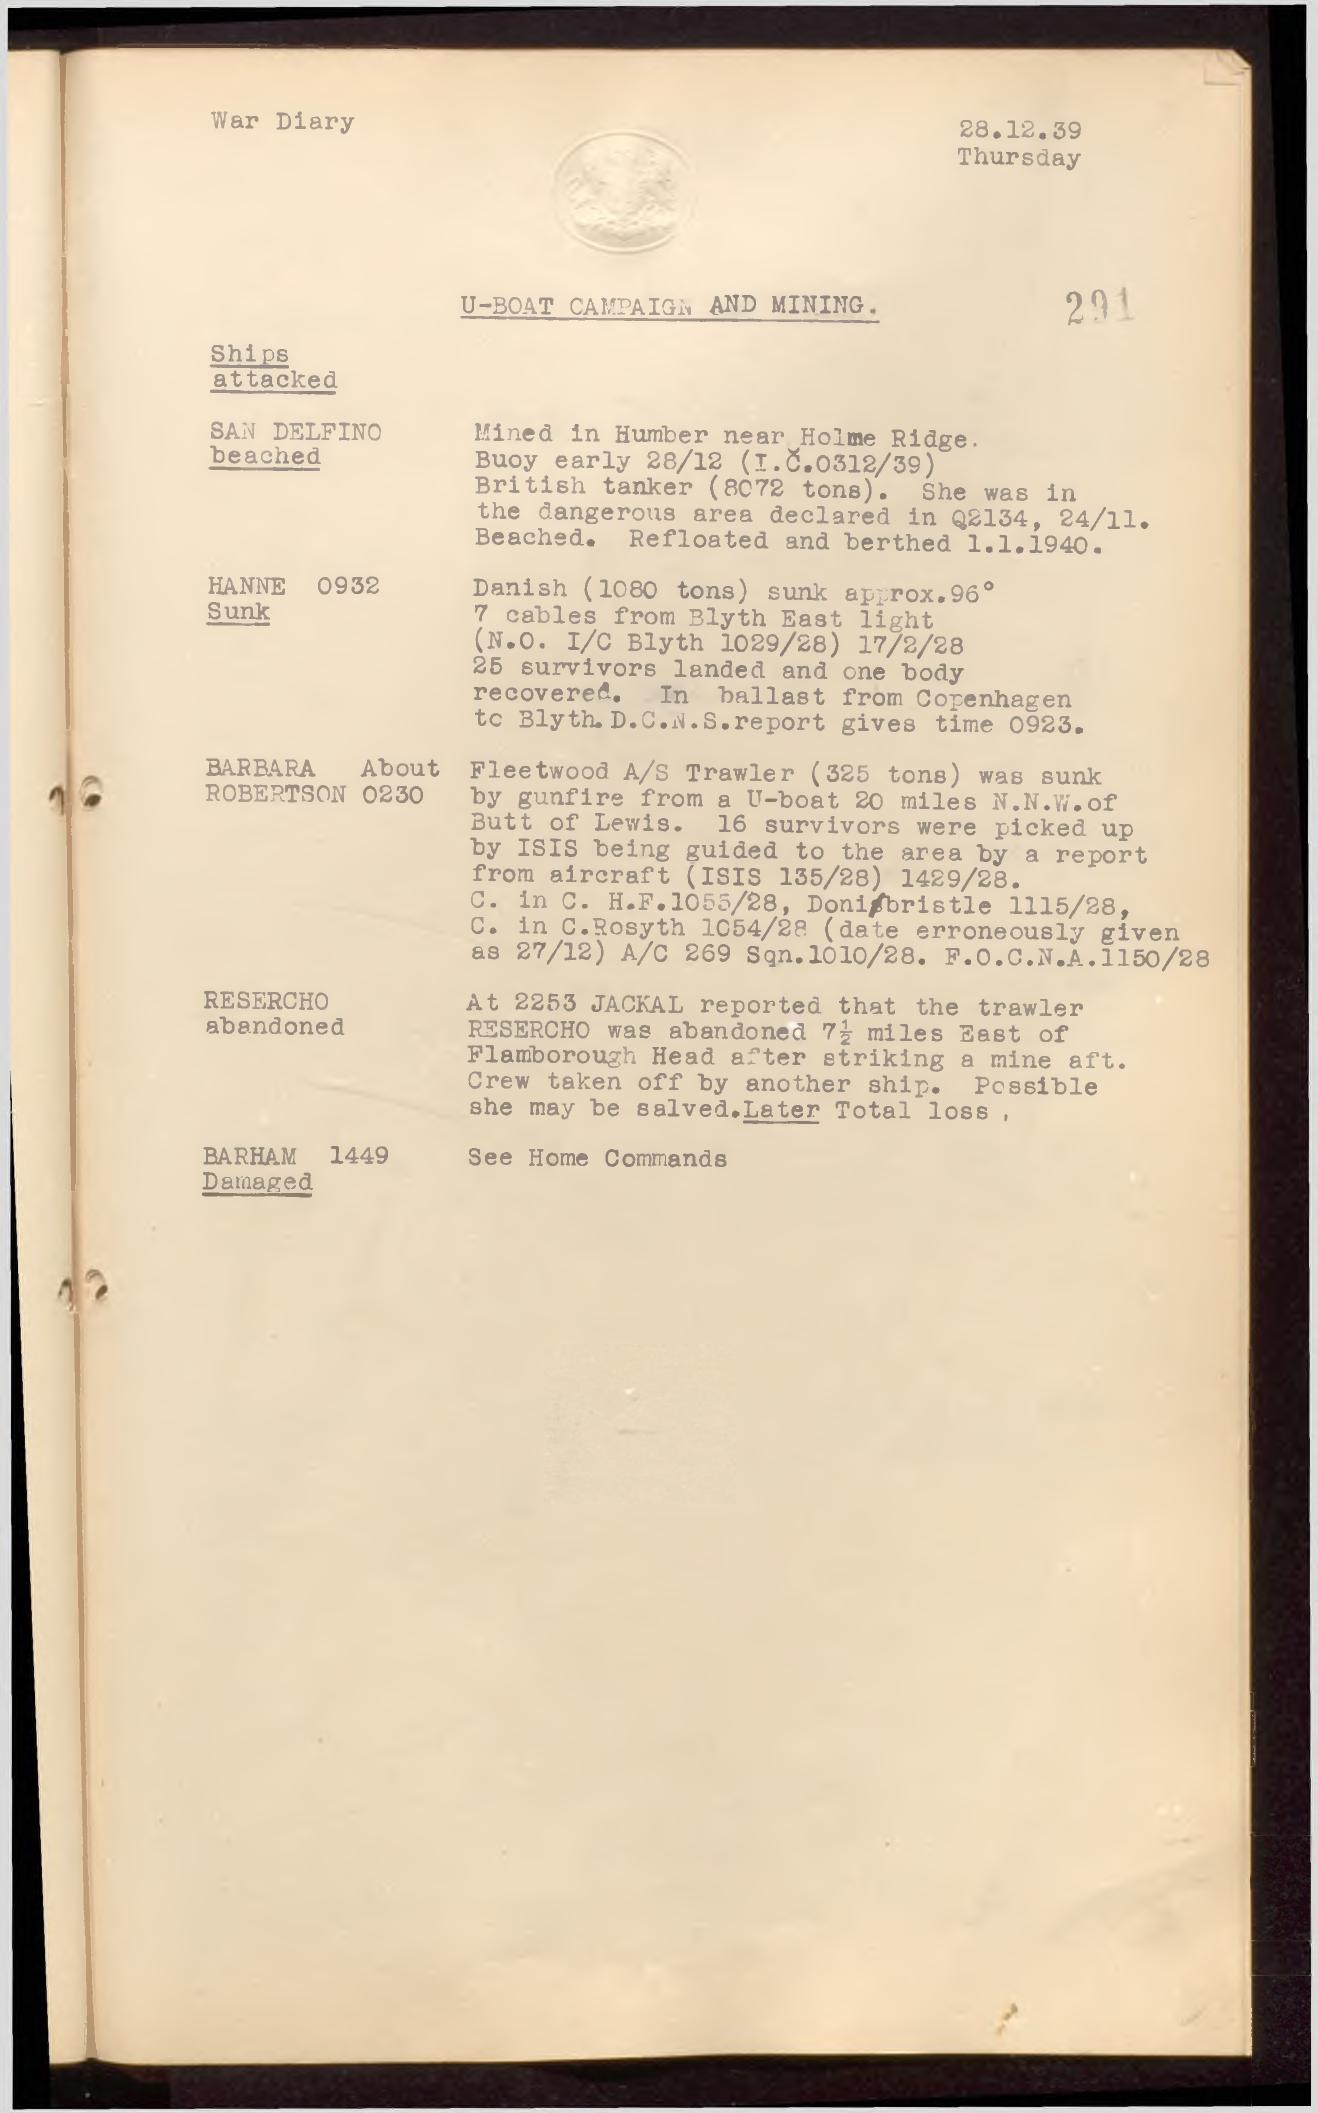 War Diary
28.12.39
Thursday
U-BOAT CAMPAIGN AND MINING.
291
Ships
attacked
SAN DELFINO Mined in Humber near Holme Ridge.
beached Buoy early 28/12 (I.C.0312/39)
British tanker (8072 tons). She was in
the dangerous area declared in Q2134, 24/11.
Beached. Refloated and berthed 1.1.1940.
HANNE 0932 Danish (1080 tons) sunk approx.96°
Sunk 7 cables from Blyth East light
(N.O. I/C Blyth 1029/28) 17/2/28
25 survivors landed and one body
recovered. In ballast from Copenhagen
to Blyth. D.C.N.S.report gives time 0923.
BARBARA About Fleetwood A/S Trawler (325 tons) was sunk
ROBERTSON 0230 by gunfire from a U-boat 20 miles N.N.W.of
Butt of Lewis. 16 survivors were picked up
by ISIS being guided to the area by a report
from aircraft (ISIS 135/28) 1429/28.
C. in C. H.F.1055/28, Donibristle 1115/28,
C. in C.Rosyth 1054/28 (date erroneously given
as 27/12) A/C 269 Sqn.1010/28. F.O.C.N.A.1150/28
RESERCHO At 2253 JACKAL reported that the trawler
abandoned RESERCHO was abandoned 7½ miles East of
Flamborough Head after striking a mine aft.
Crew taken off by another ship. Possible
she may be salved.Later Total loss,
BARHAM 1449 See Home Commands
Damaged